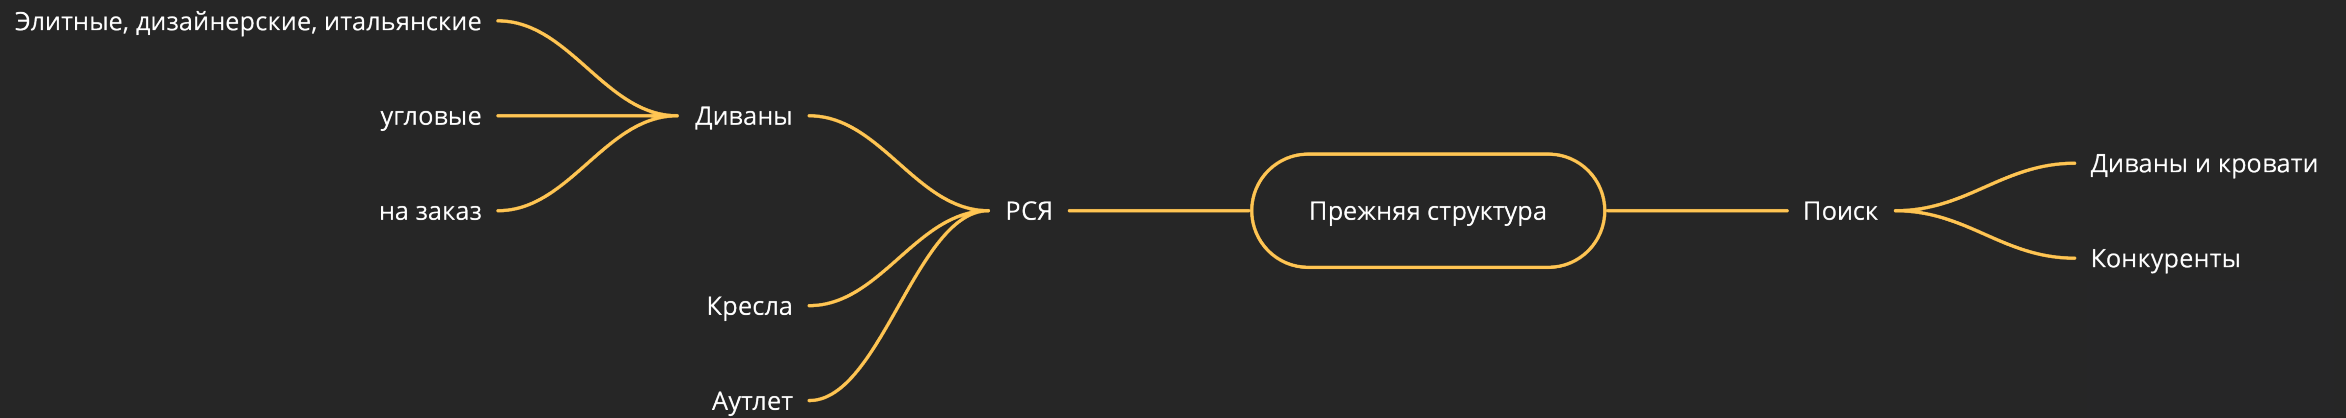 Элитные, дизайнерские, итальянские
угловые
на заказ
Диваны
Кресла
Аутлет
РСЯ
Прежняя структура
Поиск
Диваны и кровати
Конкуренты